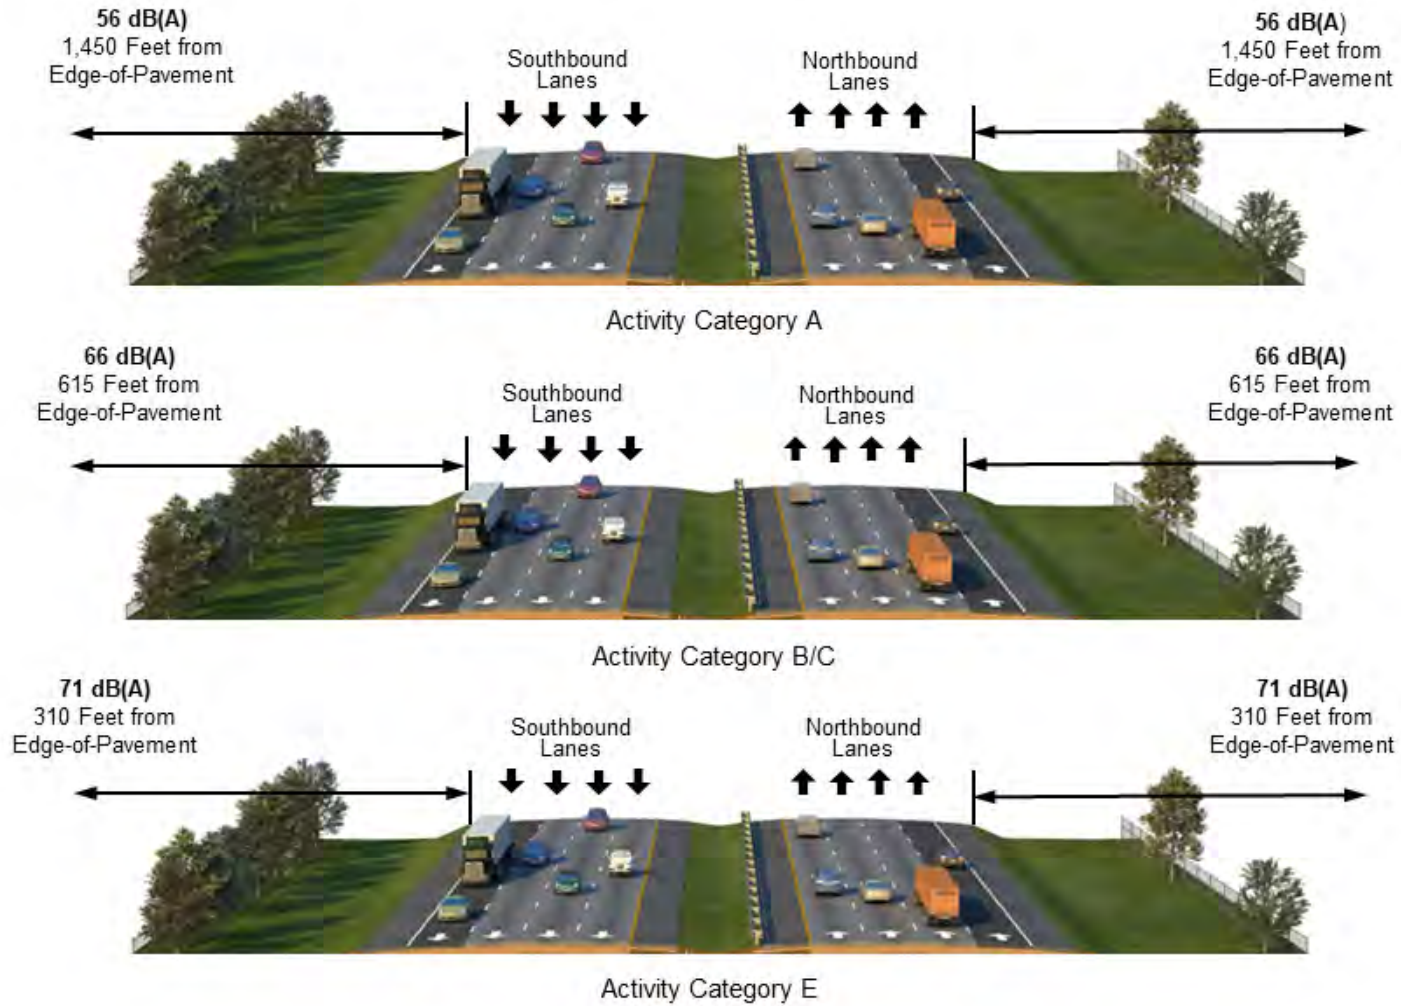 56 dB(A)
1,450 Feet from
Edge-of-Pavement
Southbound
Lanes
Northbound
Lanes
56 dB(A)
1,450 Feet from
Edge-of-Pavement
Activity Category A
66 dB(A)
615 Feet from
Edge-of-Pavement
Southbound
Lanes
Northbound
Lanes
66 dB(A)
615 Feet from
Edge-of-Pavement
Activity Category B/C
71 dB(A)
310 Feet from
Edge-of-Pavement
Southbound
Lanes
Northbound
Lanes
71 dB(A)
310 Feet from
Edge-of-Pavement
Activity Category E